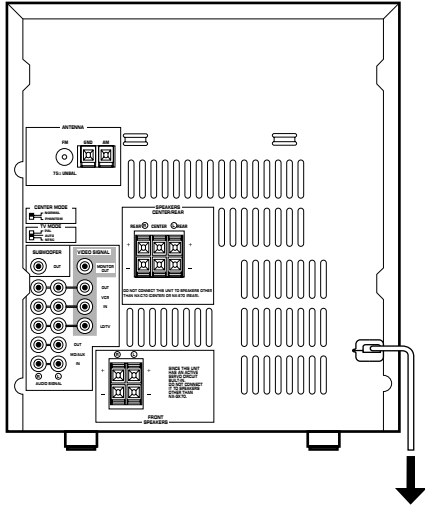 ANTENNA
FM GND AM
75Ω UNBAL.
CENTER MODE
NORMAL
PHANTOM
TV MODE
PAL
AUTO
NTSC
SPEAKERS
CENTER/REAR
REAR R CENTER L REAR
+ +
– –
DO NOT CONNECT THIS UNIT TO SPEAKERS OTHER
THAN NX-C70 (CENTER) OR NX-E70 (REAR).
SUBWOOFER VIDEO SIGNAL
OUT
MONITOR
OUT
OUT
VCR
IN
LD/TV
OUT
MD/AUX
IN
R L
AUDIO SIGNAL
R L
+ +
– –
SINCE THIS UNIT
HAS AN ACTIVE
SERVO CIRCUIT
BUILT-IN,
DO NOT CONNECT
IT TO SPEAKERS
OTHER THAN
NX-GX70.
FRONT
SPEAKERS